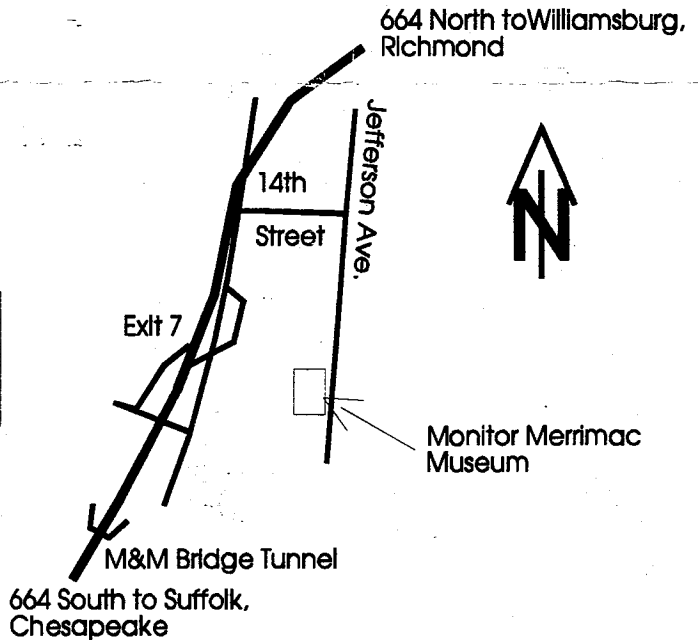 664 North toWilliamsburg,
Richmond
Jefferson Ave.
14th
Street
N
Exit 7
Monitor Merrimac
Museum
M&M Bridge Tunnel
664 South to Suffolk,
Chesapeake